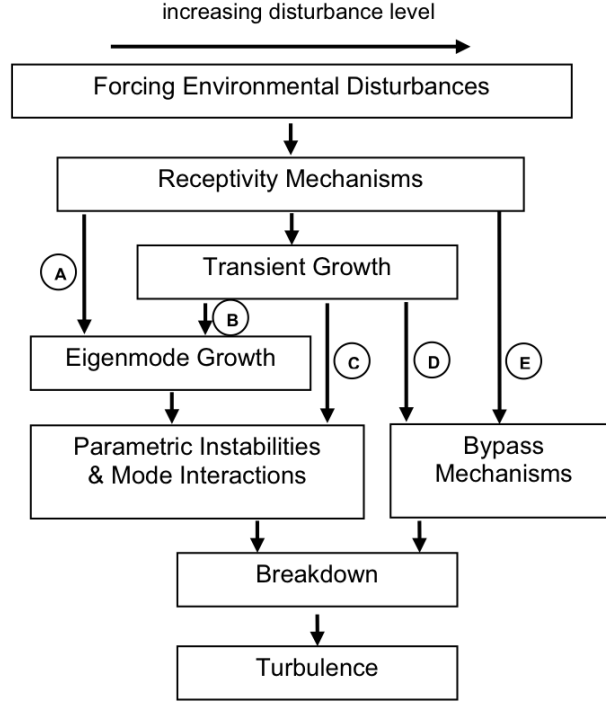 increasing disturbance level
Forcing Environmental Disturbances
Receptivity Mechanisms
A
Transient Growth
B
Eigenmode Growth
C
D
E
Parametric Instabilities
& Mode Interactions
Bypass
Mechanisms
Breakdown
Turbulence